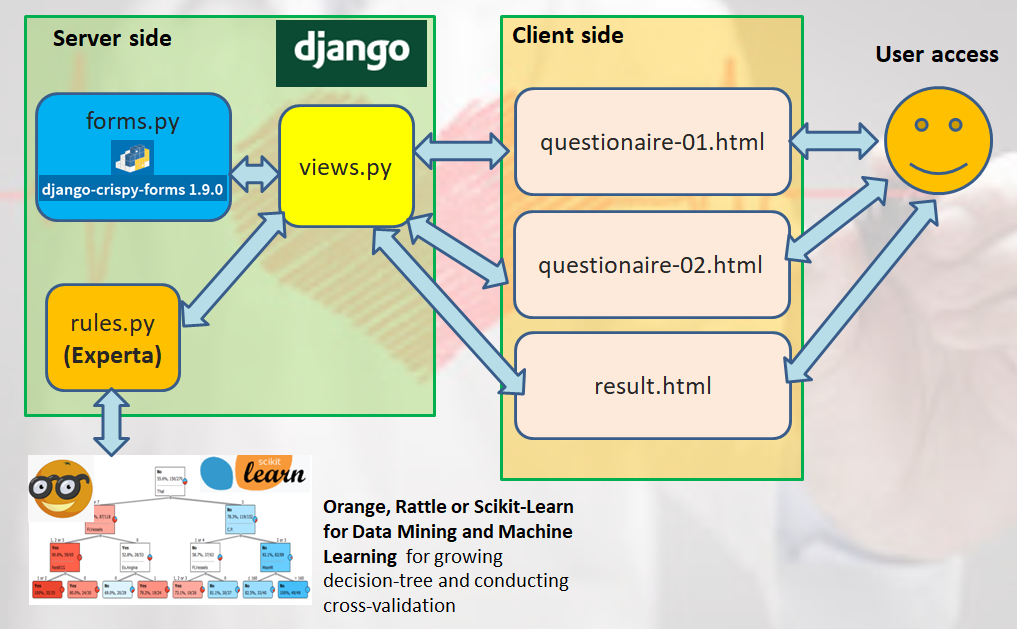 Server side
django
Client side
User access
forms.py
django-crispy-forms 1.9.0
views.py
questionaire-01.html
questionaire-02.html
rules.py
(Experta)
result.html
scikit
learn
Orange, Rattle or Scikit-Learn
for Data Mining and Machine
Learning for growing
decision-tree and conducting
cross-validation